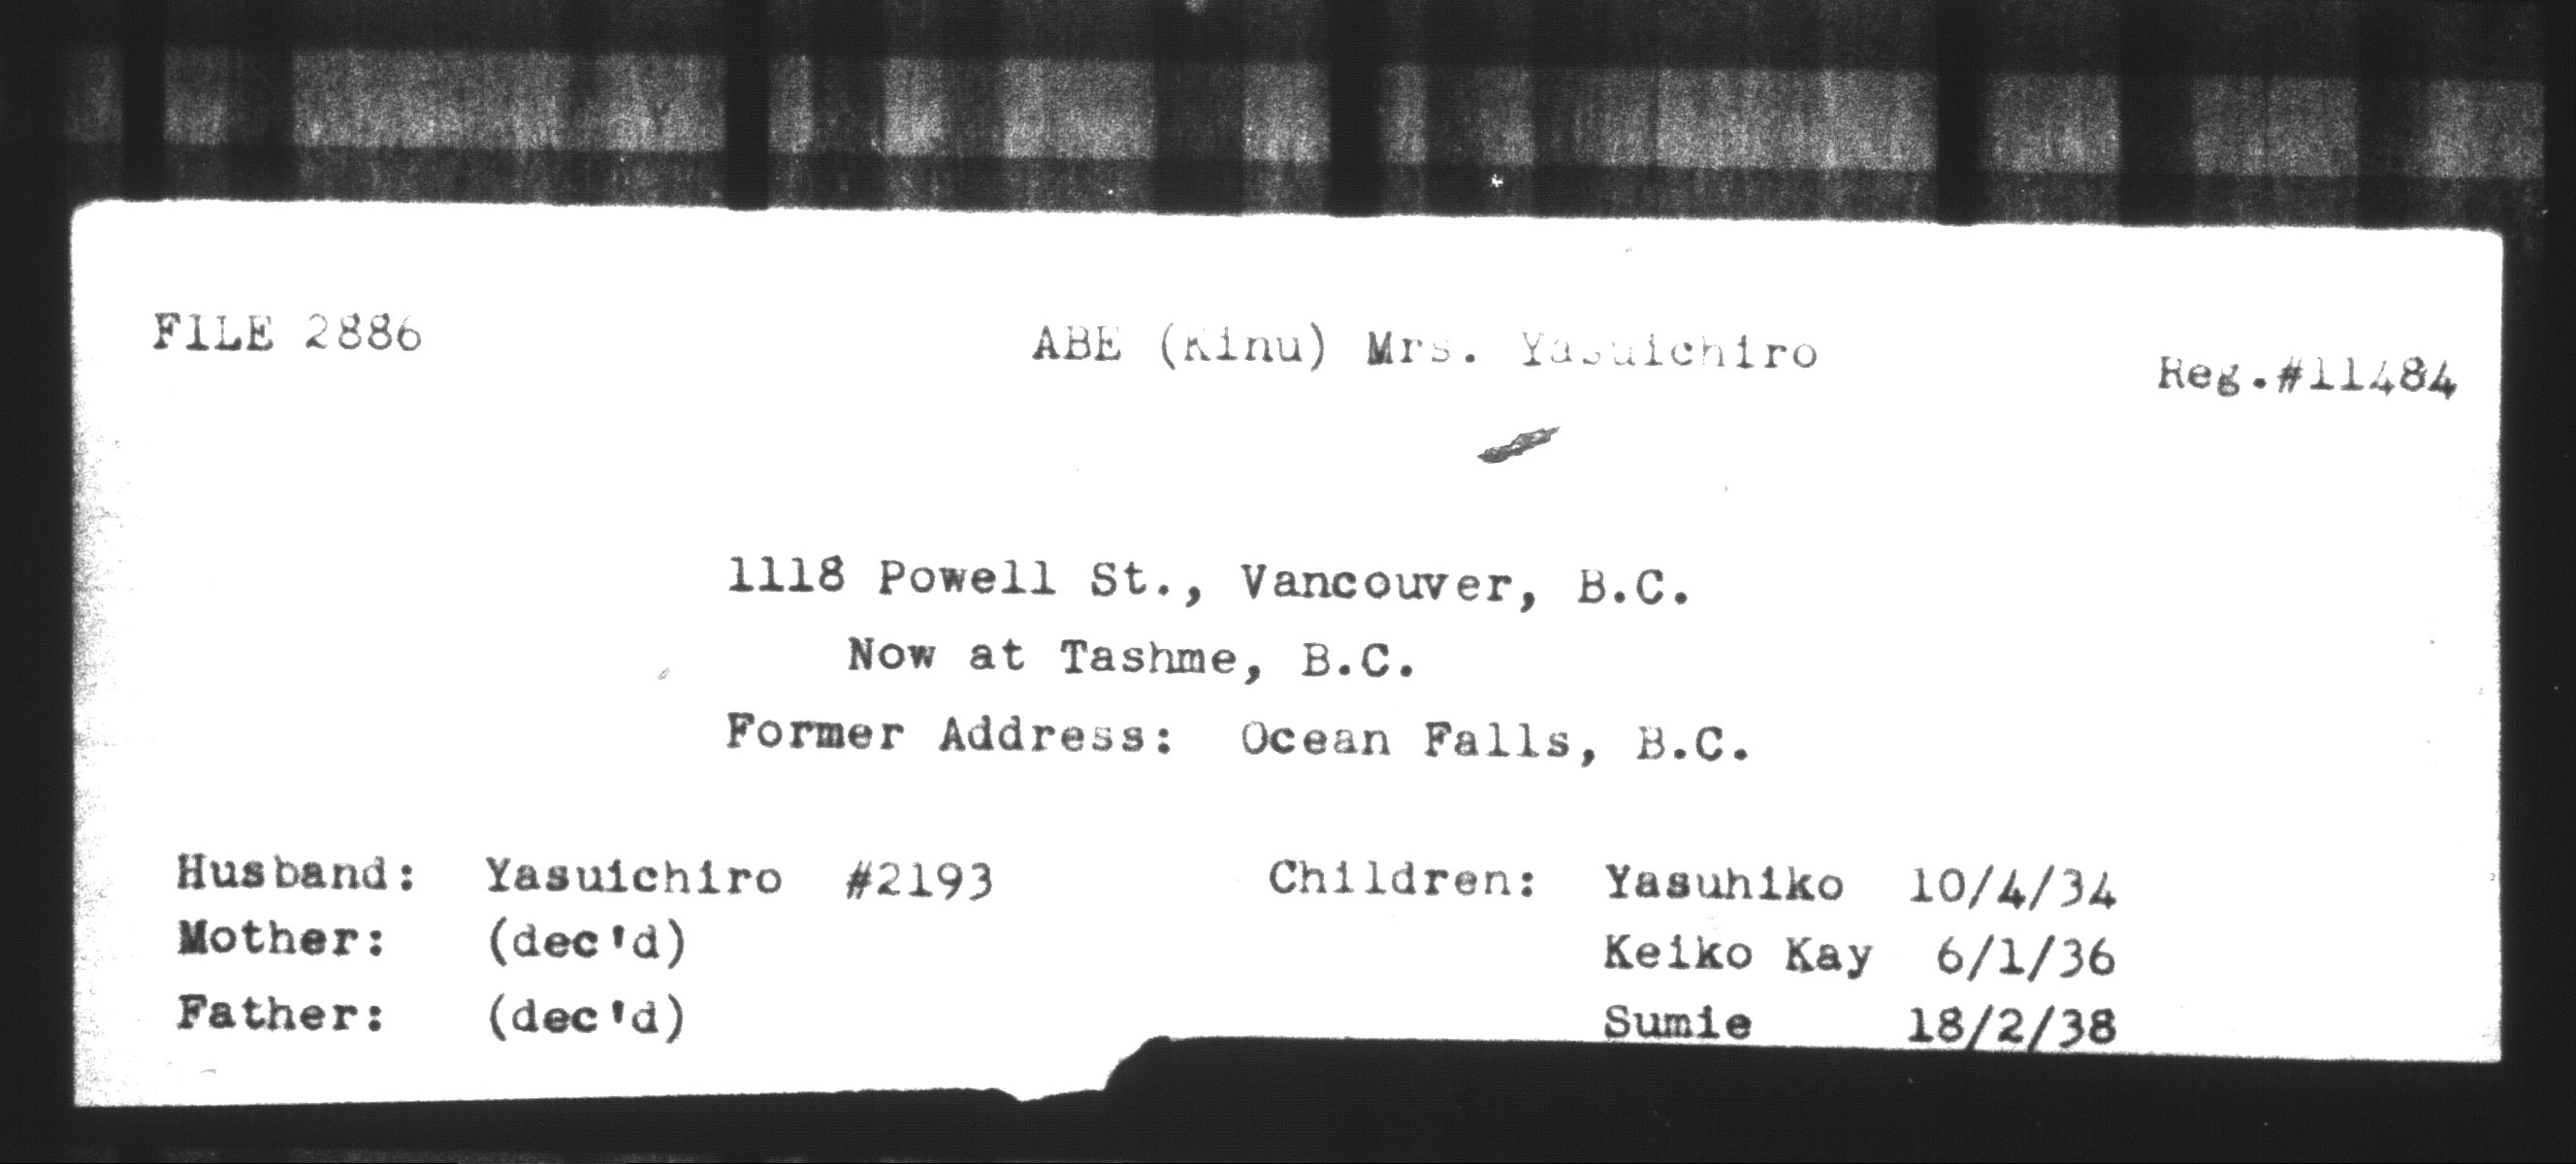 FILE 2886 ABE (Kinu) Mrs. Yasuichiro Reg.#11484
1118 Powell St., Vancouver, B.C.
Now at Tashme, B.C.
Former Address: Ocean Falls, B.C.
Husband: Yasuichiro #2193 Children: Yasuhiko 10/4/34
Mother: (dec'd) Keiko Kay 6/1/36
Father: (dec'd) Sumie 18/2/38